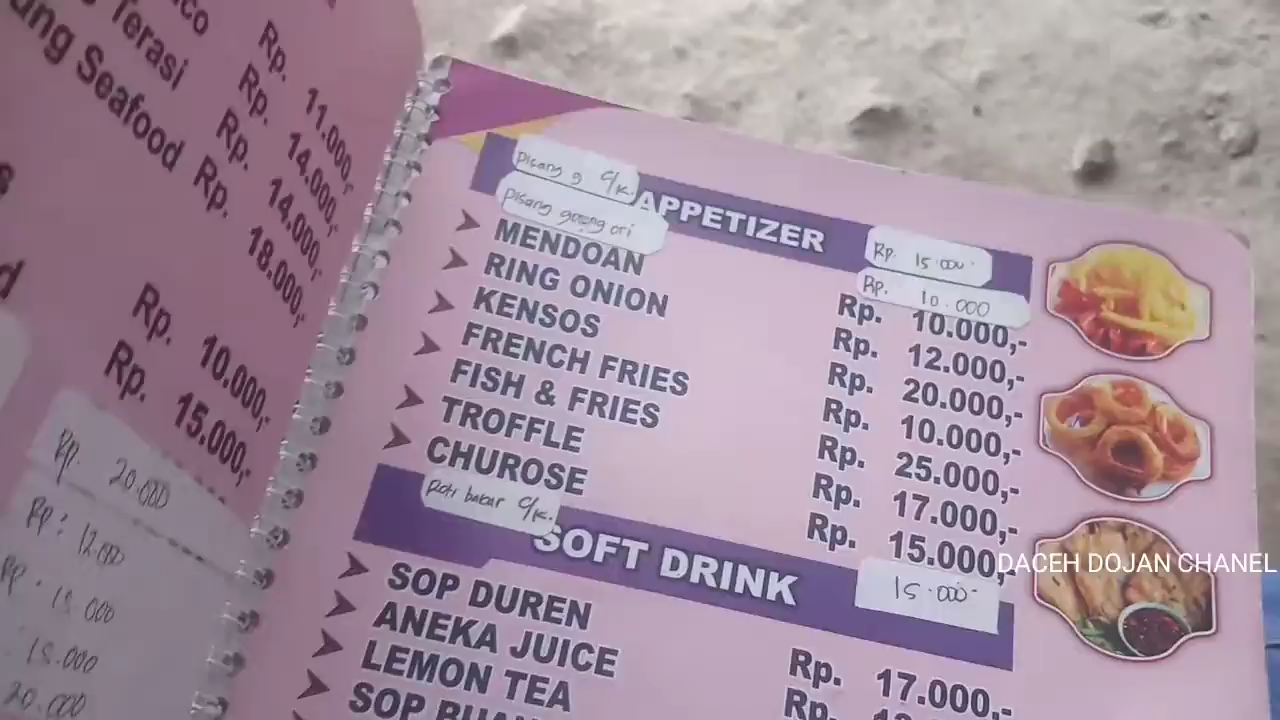 Rp. 11.000,-
Terasi Rp. 14.000,-
Rp. 14.000,-
Seafood Rp. 18.000,-
Rp. 10.000,-
Rp. 15.000,-
Rp. 20.000
Rp. 12.000
Rp. 15.000
15.000
20.000
Pisang g c/k. Rp. 15.000
Pisang goreng ori Rp. 10.000
APPETIZER
MENDOAN Rp. 10.000,-
RING ONION Rp. 12.000,-
KENSOS Rp. 20.000,-
FRENCH FRIES Rp. 10.000,-
FISH & FRIES Rp. 25.000,-
TROFFLE Rp. 17.000,-
CHUROSE Rp. 15.000,-
Roti bakar c/k. 15.000
SOFT DRINK
SOP DUREN Rp. 17.000,-
ANEKA JUICE Rp.
LEMON TEA
SOP
DACEH DOJAN CHANEL